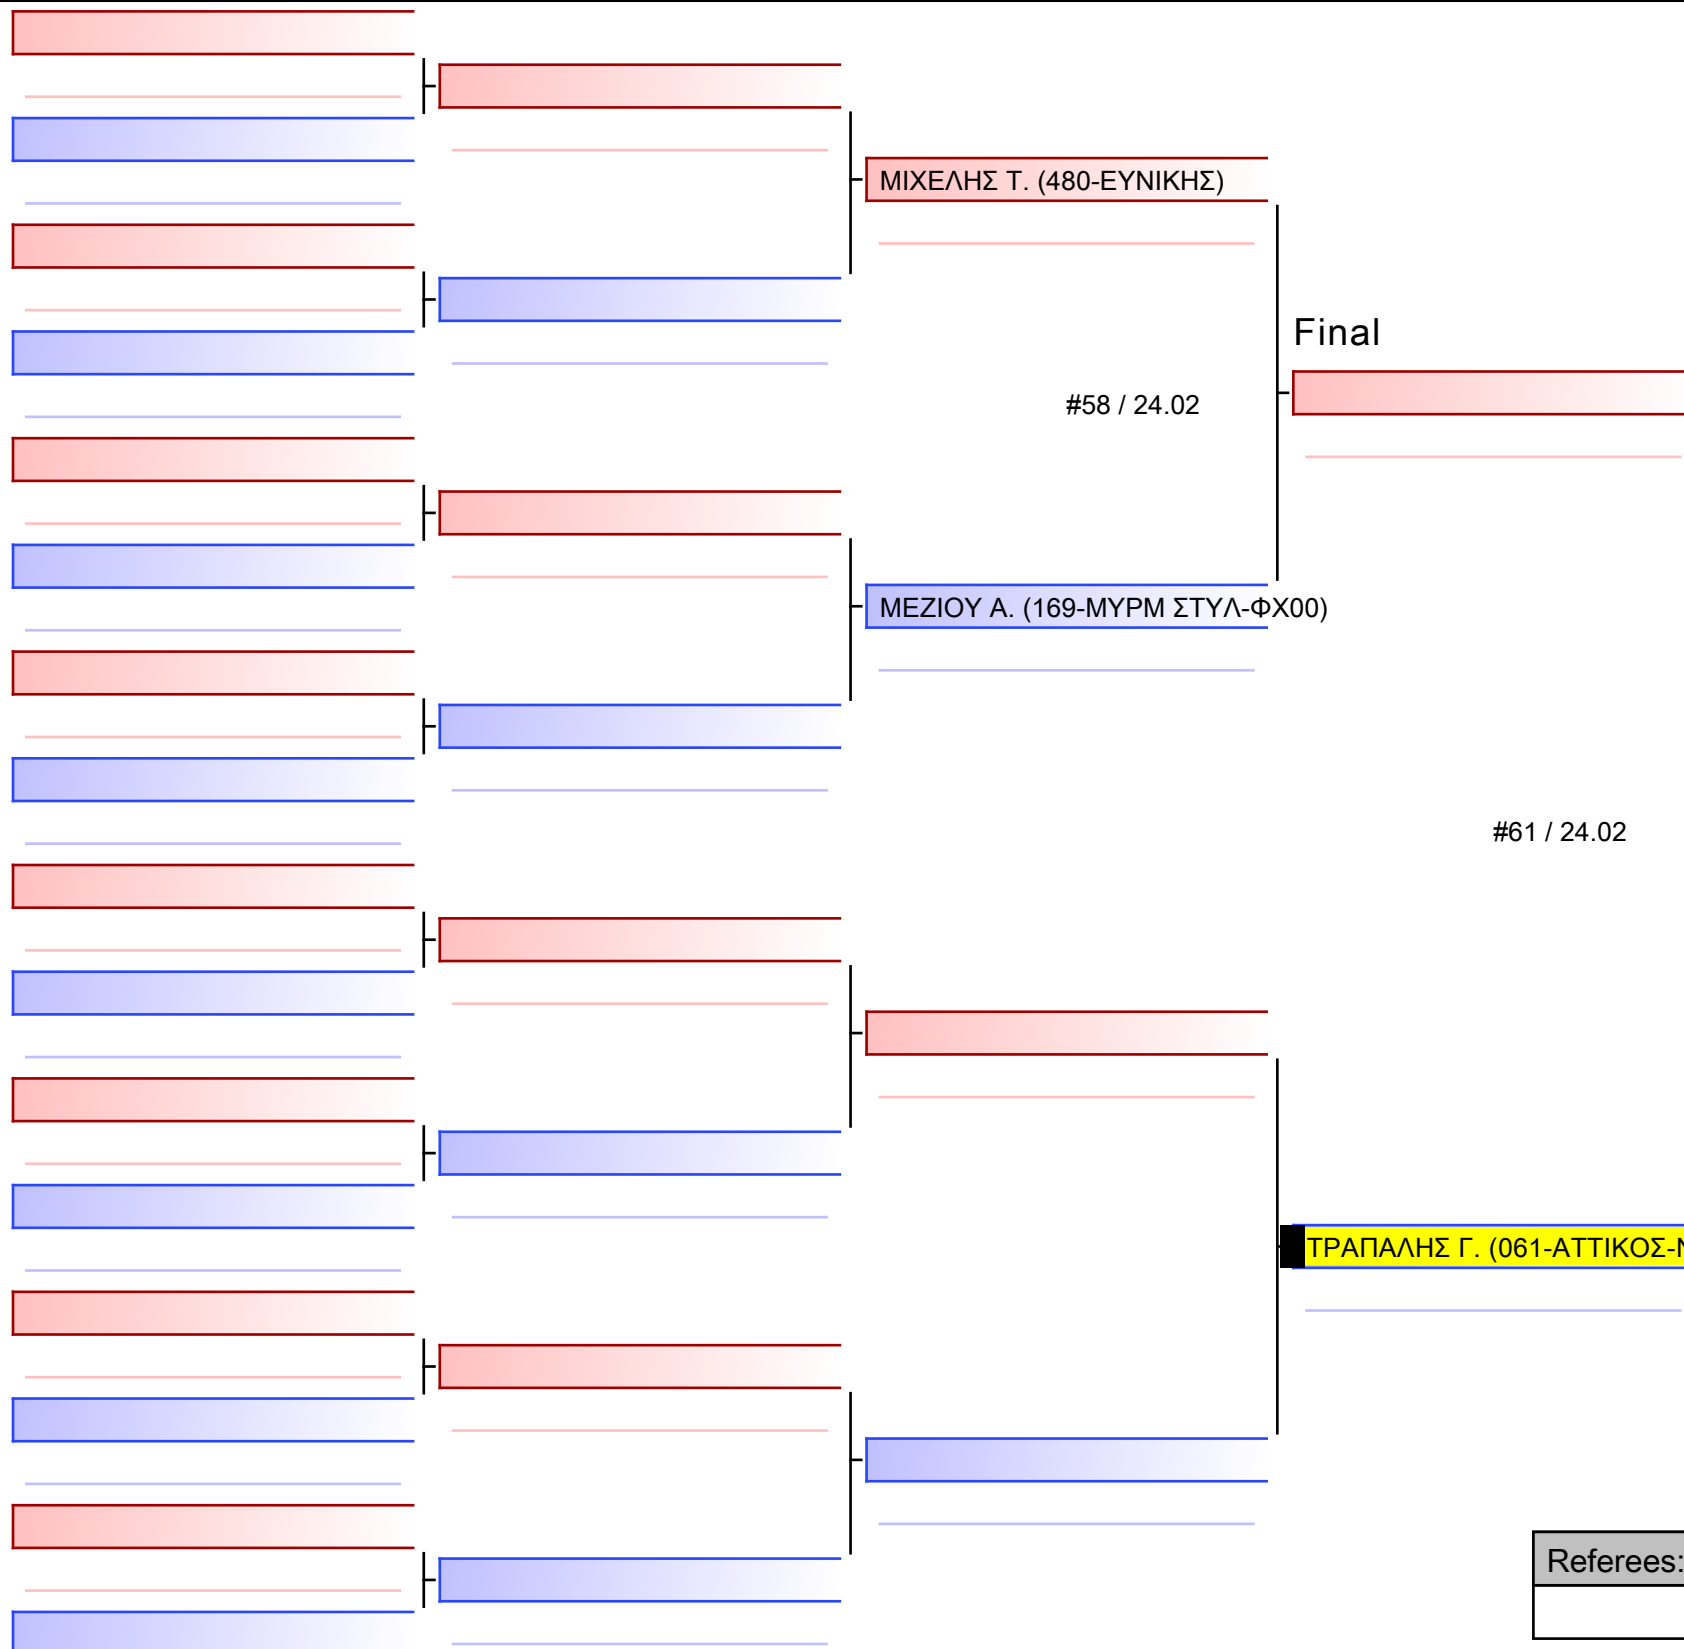 ΜΙΧΕΛΗΣ Τ. (480-ΕΥΝΙΚΗΣ)
Final
#58 / 24.02
ΜΕΖΙΟΥ Α. (169-ΜΥΡΜ ΣΤΥΛ-ΦΧ00)
#61 / 24.02
ΤΡΑΠΑΛΗΣ Γ. (061-ΑΤΤΙΚΟΣ-
Referees: